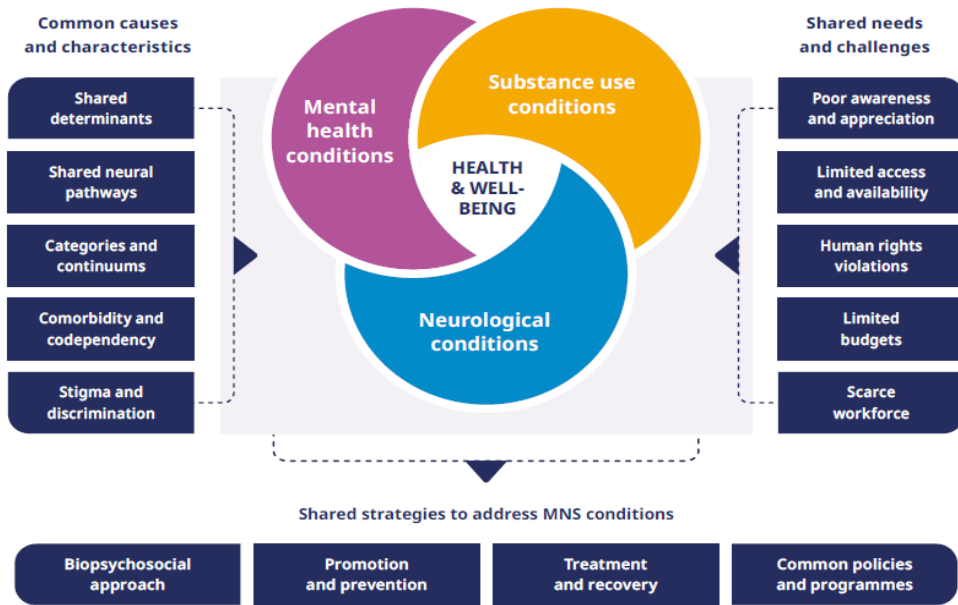 Common causes
and characteristics
Shared
determinants
Shared neural
pathways
Categories and
continuums
Comorbidity and
codependency
Stigma and
discrimination
Mental
health
conditions
Substance use
conditions
HEALTH
& WELL-
BEING
Neurological
conditions
Shared needs
and challenges
Poor awareness
and appreciation
Limited access
and availability
Human rights
violations
Limited
budgets
Scarce
workforce
Shared strategies to address MNS conditions
Biopsychosocial
approach
Promotion
and prevention
Treatment
and recovery
Common policies
and programmes